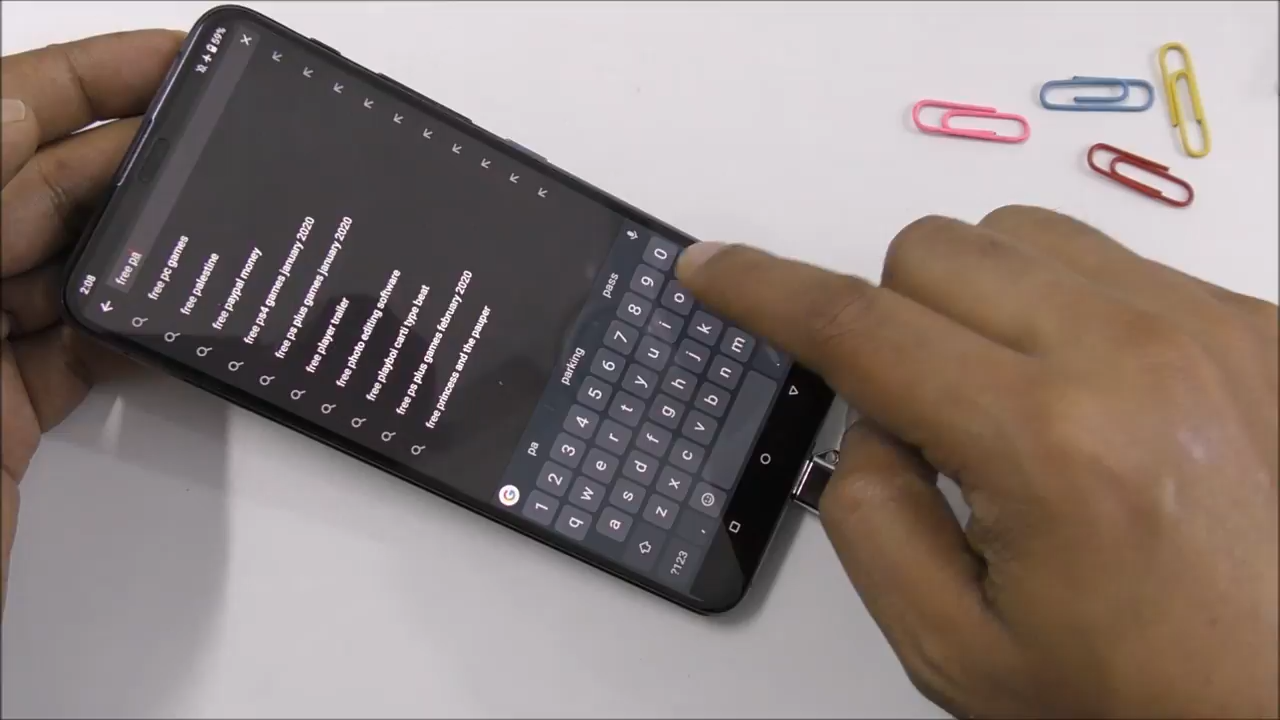 2:08 59%
free pa
free pc games
free palestine
free paypal money
free ps4 games january 2020
free ps plus games january 2020
free player trailer
free photo editing software
free playboi carti type beat
free ps plus games february 2020
free princess and the pauper
pa parking pass
1 2 3 4 5 6 7 8 9 0
q w e r t y u i o
a s d f g h j k
z x c v b n m
?123 , .